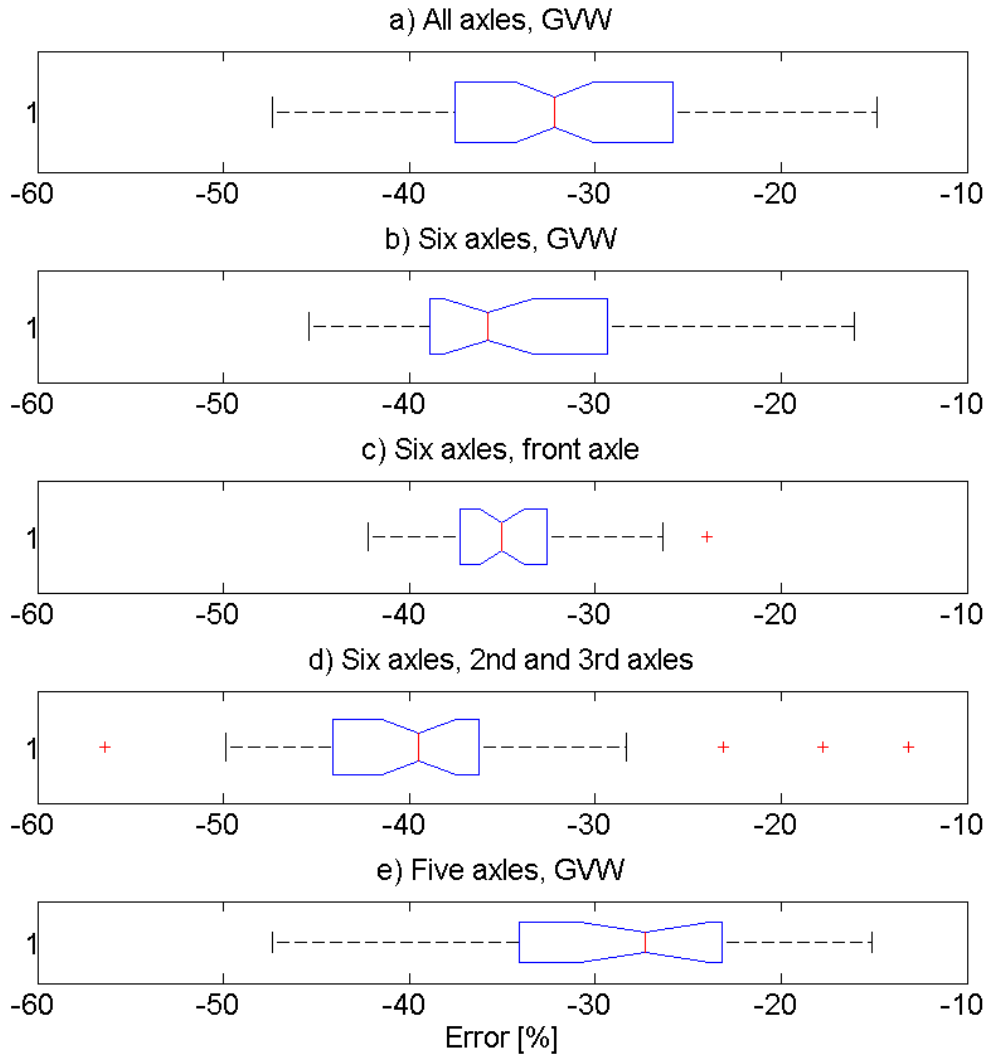 a) All axles, GVW
1
-60 -50 -40 -30 -20 -10
b) Six axles, GVW
1
-60 -50 -40 -30 -20 -10
c) Six axles, front axle
1
-60 -50 -40 -30 -20 -10
d) Six axles, 2nd and 3rd axles
1
-60 -50 -40 -30 -20 -10
e) Five axles, GVW
1
-60 -50 -40 -30 -20 -10
Error [%]